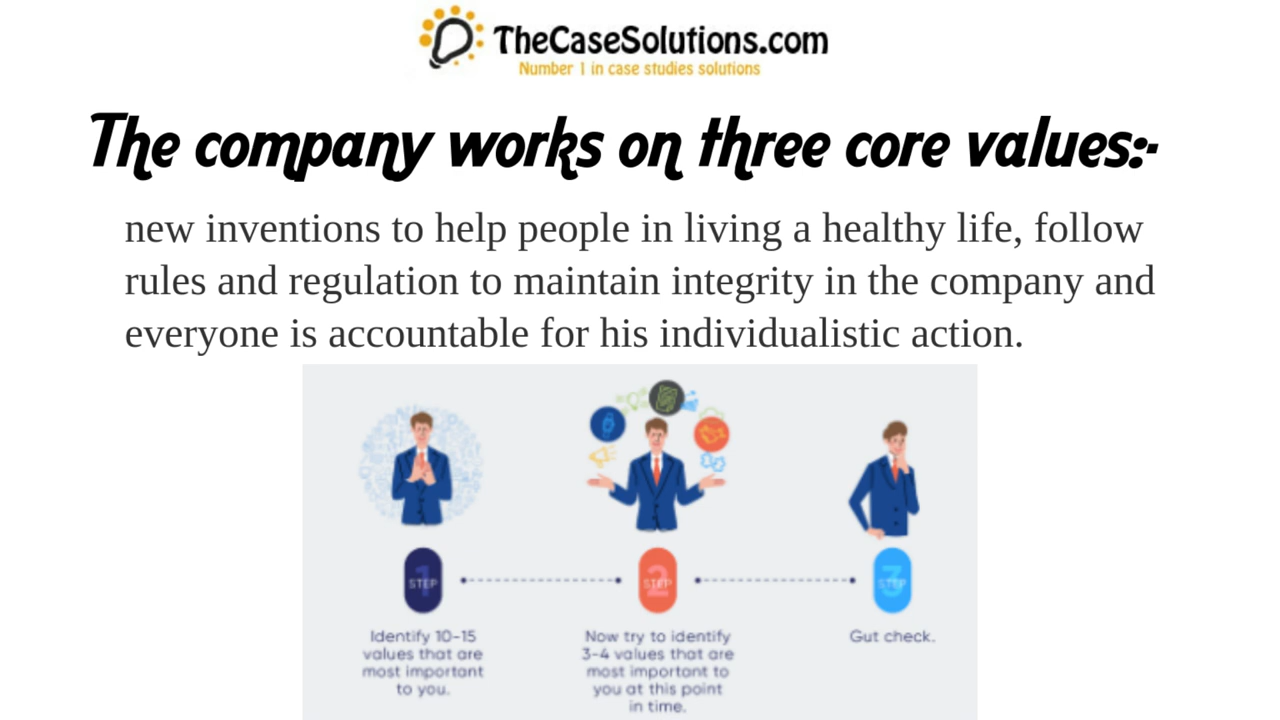 TheCaseSolutions.com
Number 1 in case studies solutions
The company works on three core values:-
new inventions to help people in living a healthy life, follow
rules and regulation to maintain integrity in the company and
everyone is accountable for his individualistic action.
1
STEP
2
STEP
3
STEP
Identify 10-15
values that are
most important
to you.
Now try to identify
3-4 values that are
most important to
you at this point
in time.
Gut check.